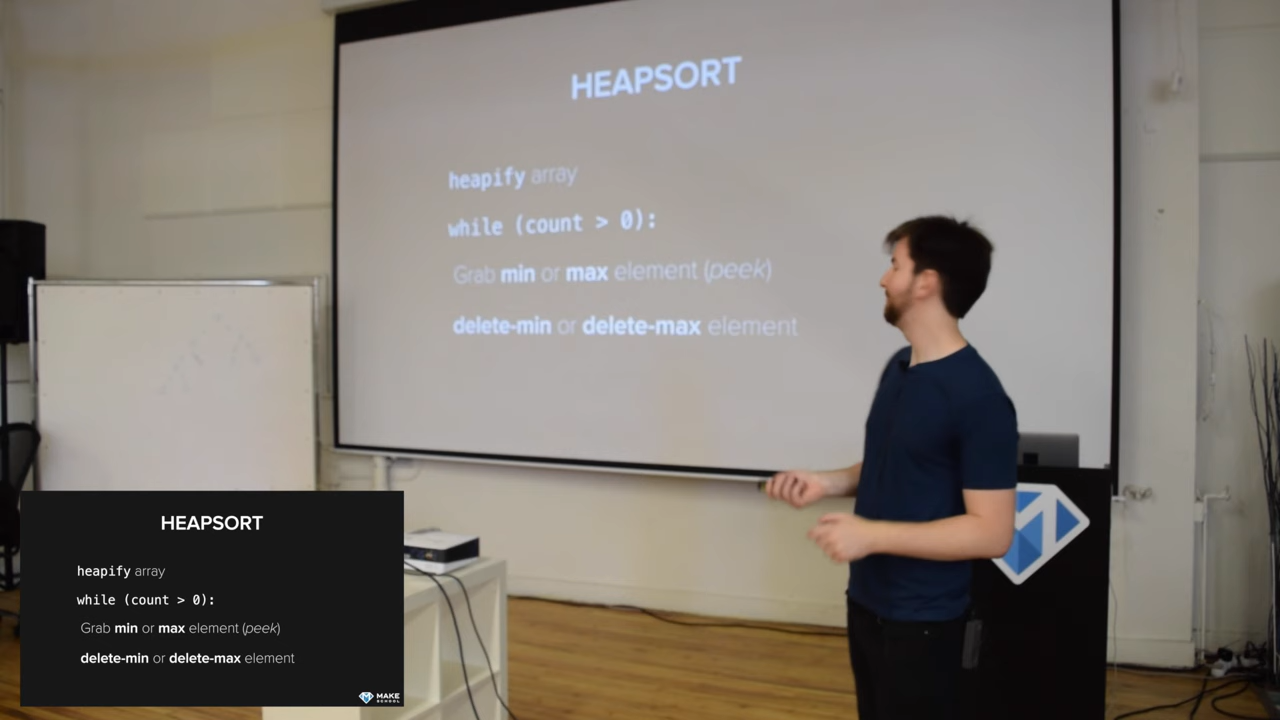 HEAPSORT
heapify array
while (count > 0):
Grab min or max element (peek)
delete-min or delete-max element
HEAPSORT
heapify array
while (count > 0):
Grab min or max element (peek)
delete-min or delete-max element
MAKE
SCHOOL